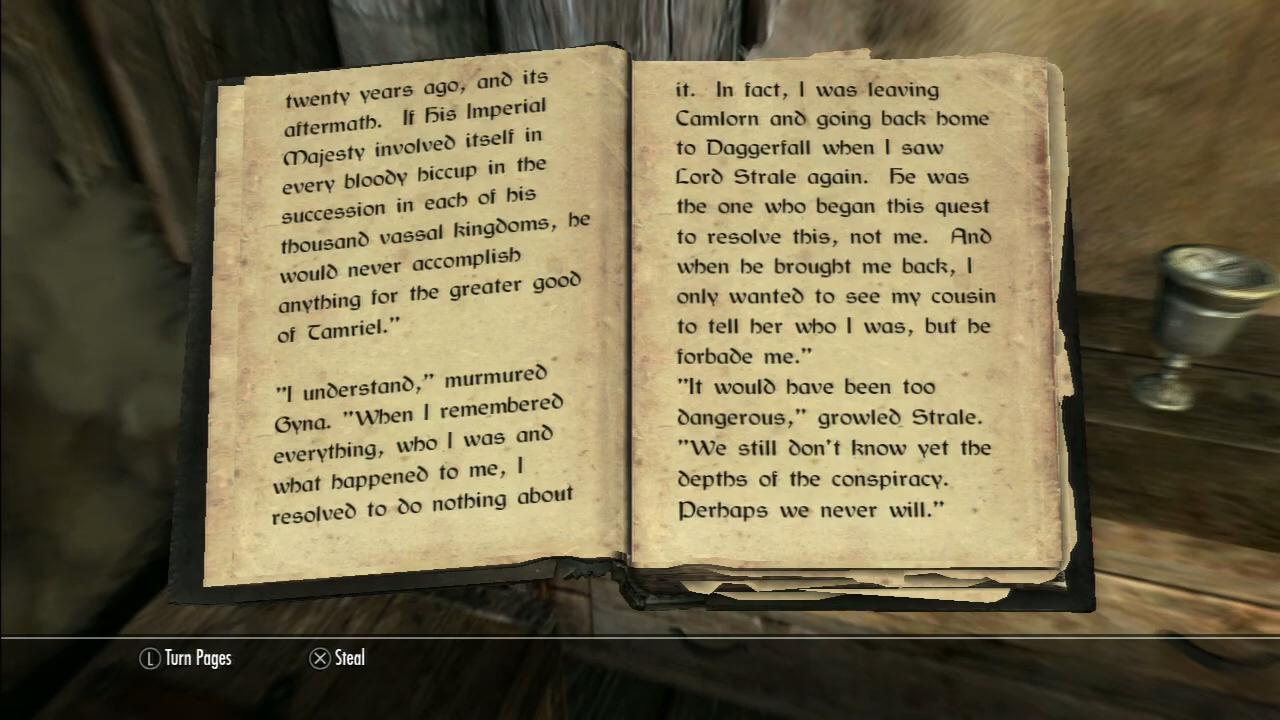 twenty years ago, and its
aftermath.  If His Imperial
Majesty involved itself in
every bloody hiccup in the
succession in each of his
thousand vassal kingdoms, he
would never accomplish
anything for the greater good
of Tamriel."
"I understand," murmured
Gyna. "When I remembered
everything, who I was and
what happened to me, I
resolved to do nothing about
it.  In fact, I was leaving
Camlorn and going back home
to Daggerfall when I saw
Lord Strale again.  He was
the one who began this quest
to resolve this, not me.  And
when he brought me back, I
only wanted to see my cousin
to tell her who I was, but he
forbade me."
"It would have been too
dangerous," growled Strale.
"We still don't know yet the
depths of the conspiracy.
Perhaps we never will."
L Turn Pages
X Steal